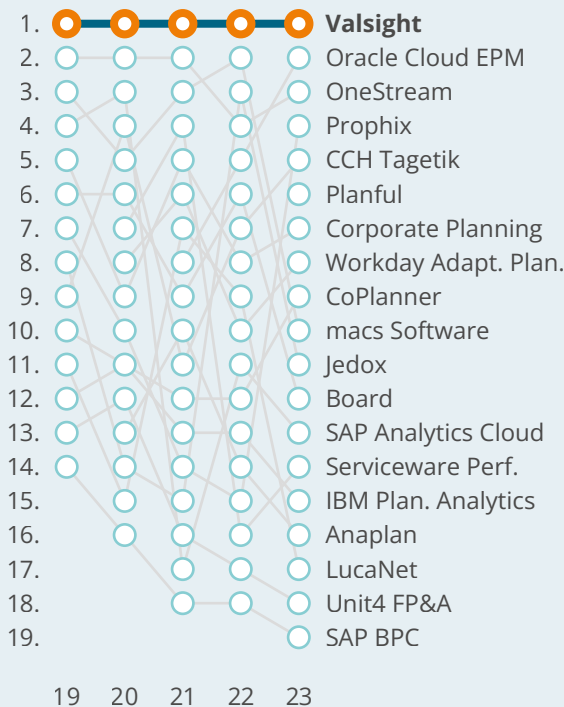 1. Valsight
2. Oracle Cloud EPM
3. OneStream
4. Prophix
5. CCH Tagetik
6. Planful
7. Corporate Planning
8. Workday Adapt. Plan.
9. CoPlanner
10. macs Software
11. Jedox
12. Board
13. SAP Analytics Cloud
14. Serviceware Perf.
15. IBM Plan. Analytics
16. Anaplan
17. LucaNet
18. Unit4 FP&A
19. SAP BPC
19 20 21 22 23